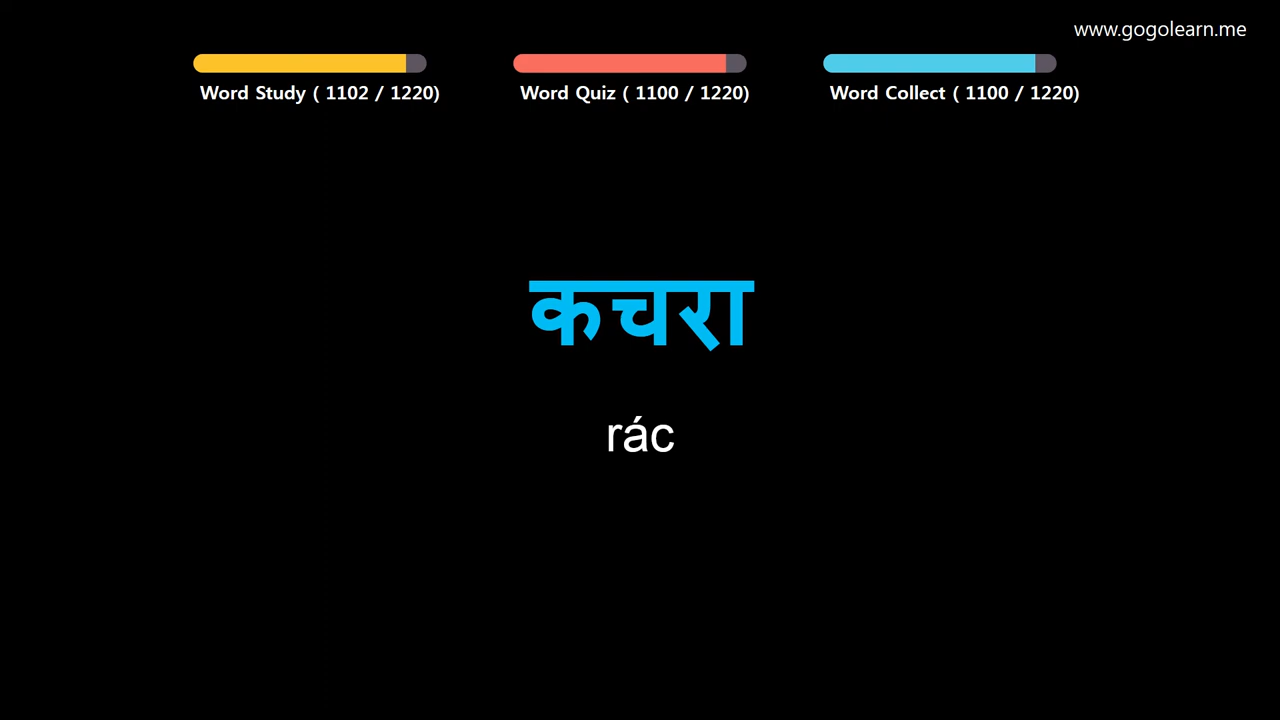 www.gogolearn.me
Word Study ( 1102 / 1220)
Word Quiz ( 1100 / 1220)
Word Collect ( 1100 / 1220)
कचरा
rác